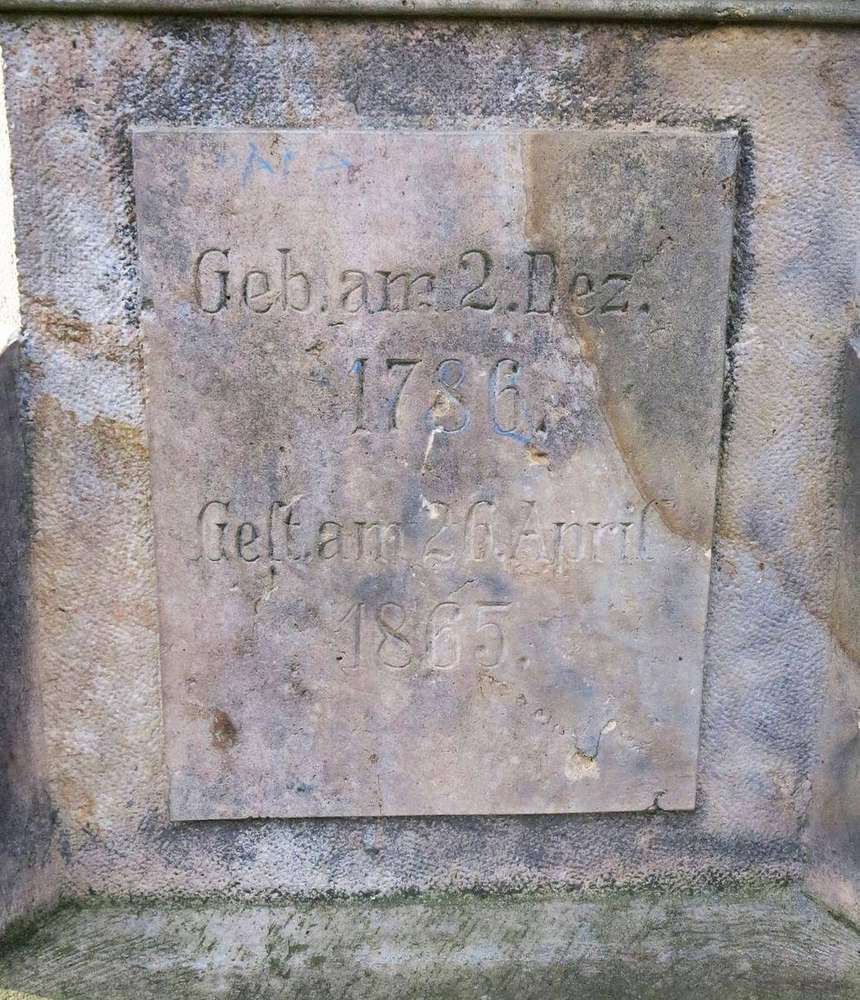 Geb. am 2. Dez.
1786.
Geſt. am 26. April
1865.